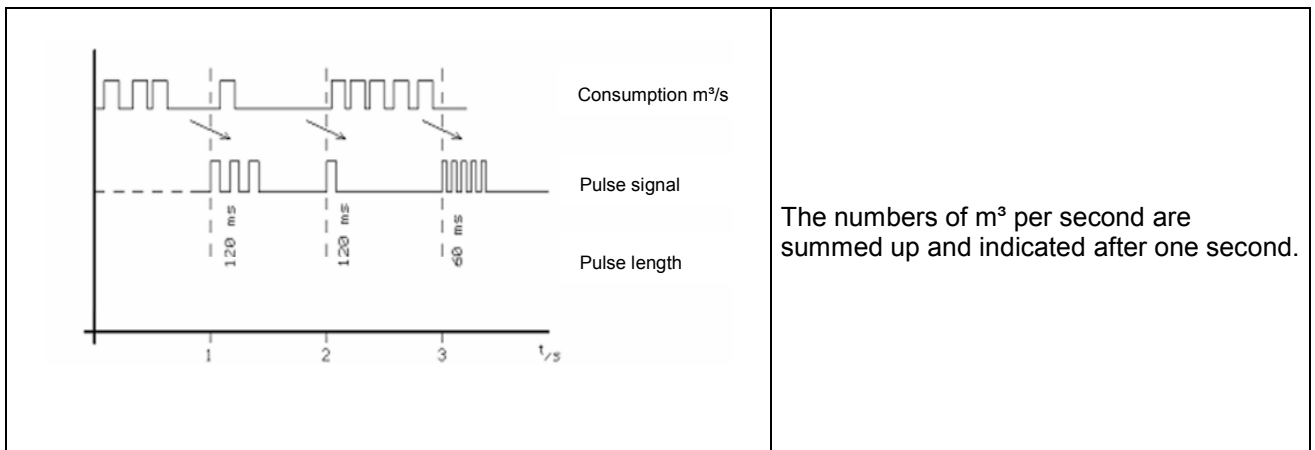 Consumption m³/s
Pulse signal
120 ms
120 ms
60 ms
Pulse length
1
2
3
t/s
The numbers of m³ per second are
summed up and indicated after one second.